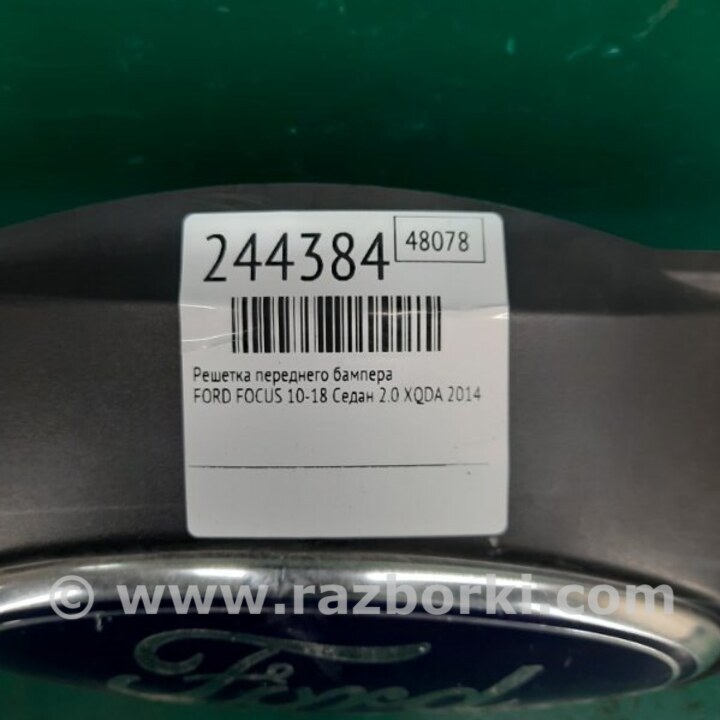 244384
48078
Решетка переднего бампера
FORD FOCUS 10-18 Седан 2.0 XQDA 2014
© www.razborki.com
Ford